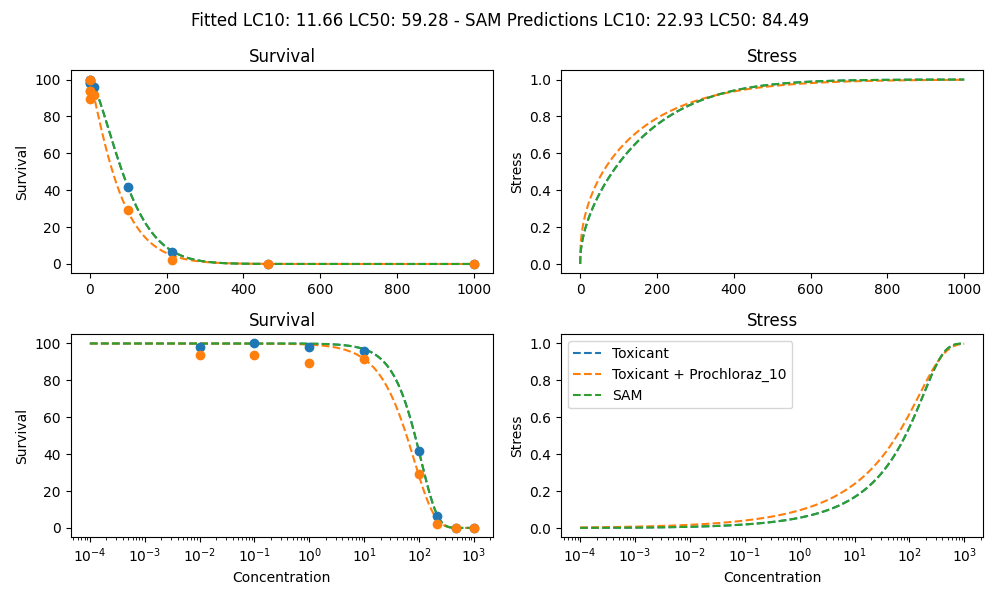 Fitted LC10: 11.66 LC50: 59.28 - SAM Predictions LC10: 22.93 LC50: 84.49
Survival
Stress
Survival
100
80
60
40
20
0
0 200 400 600 800 1000
Stress
1.0
0.8
0.6
0.4
0.2
0.0
0 200 400 600 800 1000
Survival
Stress
Survival
100
80
60
40
20
0
10⁻⁴ 10⁻³ 10⁻² 10⁻¹ 10⁰ 10¹ 10² 10³
Concentration
Stress
1.0
0.8
0.6
0.4
0.2
0.0
Toxicant
Toxicant + Prochloraz_10
SAM
10⁻⁴ 10⁻³ 10⁻² 10⁻¹ 10⁰ 10¹ 10² 10³
Concentration